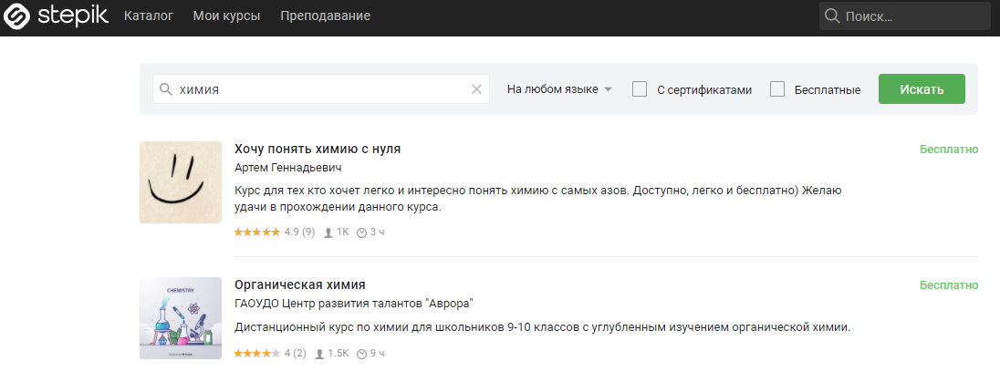 stepik Каталог Мои курсы Преподавание Поиск...
химия На любом языке С сертификатами Бесплатные Искать
Хочу понять химию с нуля Бесплатно
Артем Геннадьевич
Курс для тех кто хочет легко и интересно понять химию с самых азов. Доступно, легко и бесплатно) Желаю
удачи в прохождении данного курса.
4.9 (9) 1K 3 ч
Органическая химия Бесплатно
ГАОУДО Центр развития талантов "Аврора"
Дистанционный курс по химии для школьников 9-10 классов с углубленным изучением органической химии.
4 (2) 1.5K 9 ч
CHEMISTRY